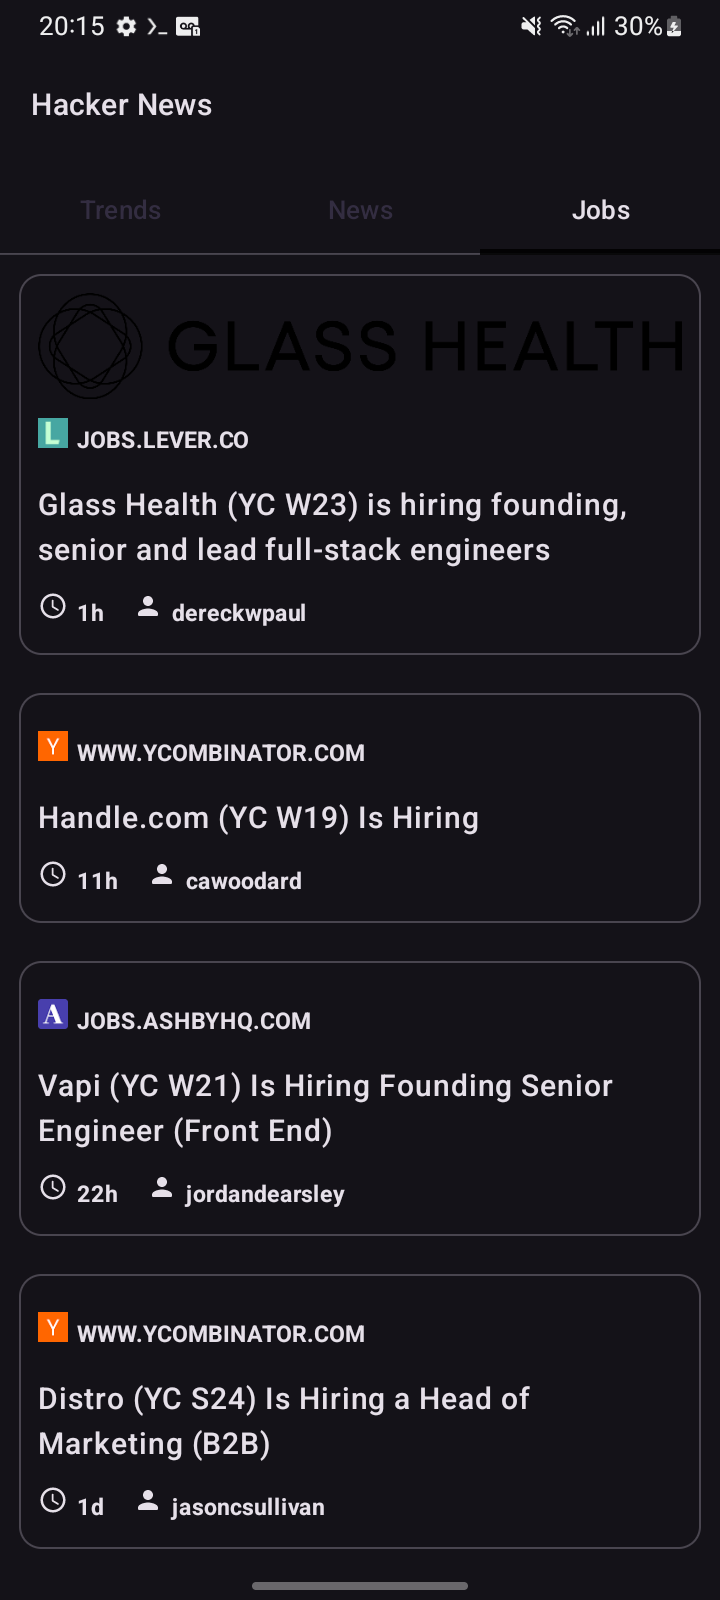 20:15
30%
Hacker News
Trends
News
Jobs
GLASS HEALTH
L
JOBS.LEVER.CO
Glass Health (YC W23) is hiring founding,
senior and lead full-stack engineers
1h
dereckwpaul
Y
WWW.YCOMBINATOR.COM
Handle.com (YC W19) Is Hiring
11h
cawoodard
A
JOBS.ASHBYHQ.COM
Vapi (YC W21) Is Hiring Founding Senior
Engineer (Front End)
22h
jordandearsley
Y
WWW.YCOMBINATOR.COM
Distro (YC S24) Is Hiring a Head of
Marketing (B2B)
1d
jasoncsullivan